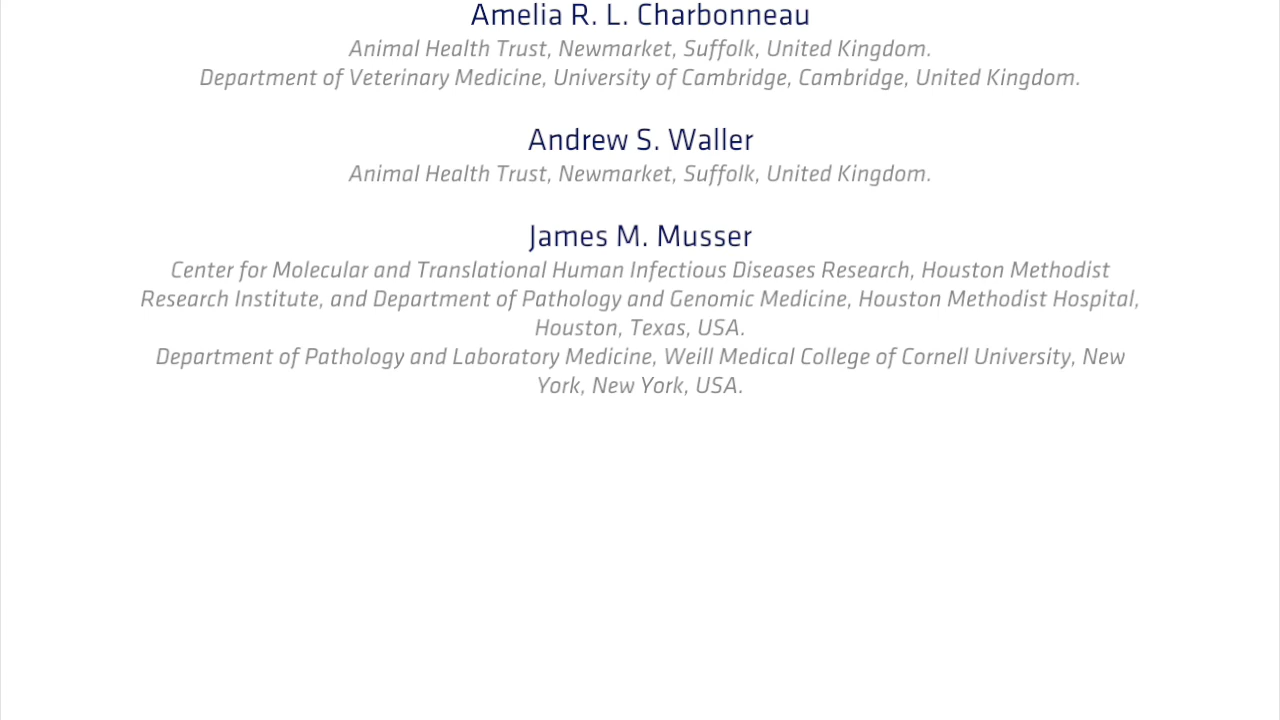 Amelia R. L. Charbonneau
Animal Health Trust, Newmarket, Suffolk, United Kingdom.
Department of Veterinary Medicine, University of Cambridge, Cambridge, United Kingdom.
Andrew S. Waller
Animal Health Trust, Newmarket, Suffolk, United Kingdom.
James M. Musser
Center for Molecular and Translational Human Infectious Diseases Research, Houston Methodist
Research Institute, and Department of Pathology and Genomic Medicine, Houston Methodist Hospital,
Houston, Texas, USA.
Department of Pathology and Laboratory Medicine, Weill Medical College of Cornell University, New
York, New York, USA.